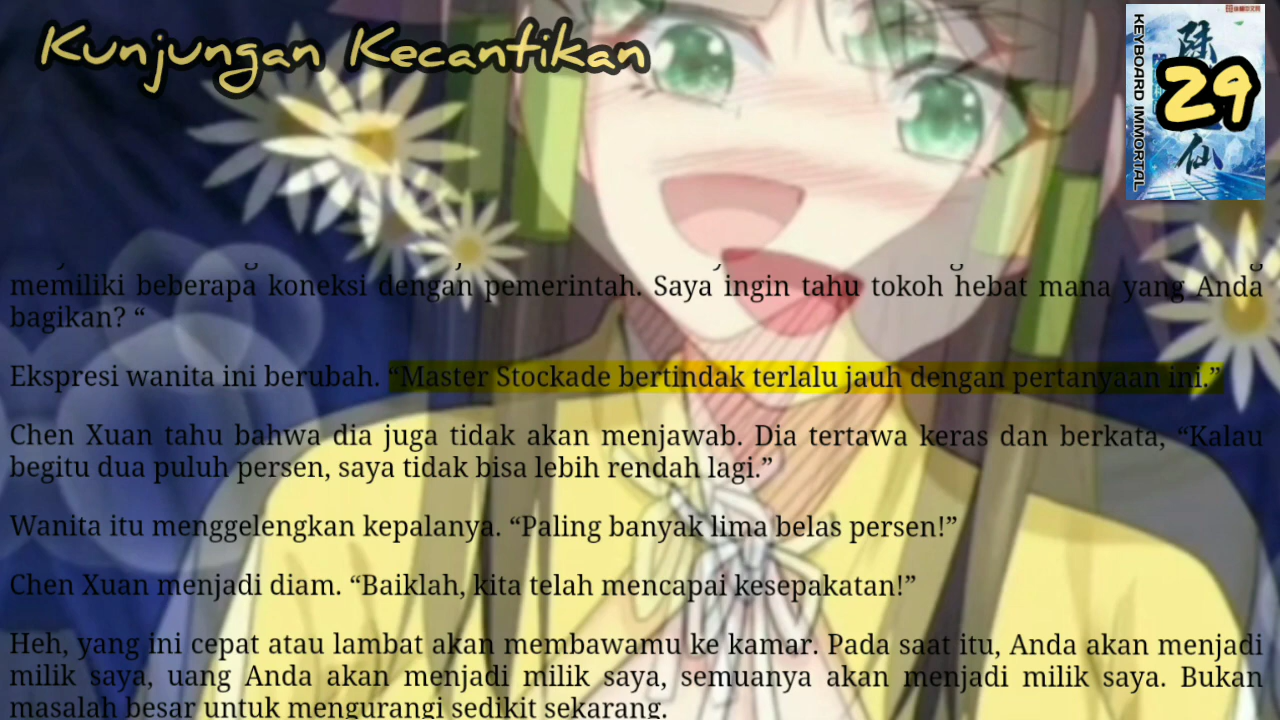 Kunjungan Kecantikan
KEYBOARD IMMORTAL
29
仙
memiliki beberapa koneksi dengan pemerintah. Saya ingin tahu tokoh hebat mana yang Anda
bagikan? “
Ekspresi wanita ini berubah. “Master Stockade bertindak terlalu jauh dengan pertanyaan ini.”
Chen Xuan tahu bahwa dia juga tidak akan menjawab. Dia tertawa keras dan berkata, “Kalau
begitu dua puluh persen, saya tidak bisa lebih rendah lagi.”
Wanita itu menggelengkan kepalanya. “Paling banyak lima belas persen!”
Chen Xuan menjadi diam. “Baiklah, kita telah mencapai kesepakatan!”
Heh, yang ini cepat atau lambat akan membawamu ke kamar. Pada saat itu, Anda akan menjadi
milik saya, uang Anda akan menjadi milik saya, semuanya akan menjadi milik saya. Bukan
masalah besar untuk mengurangi sedikit sekarang.